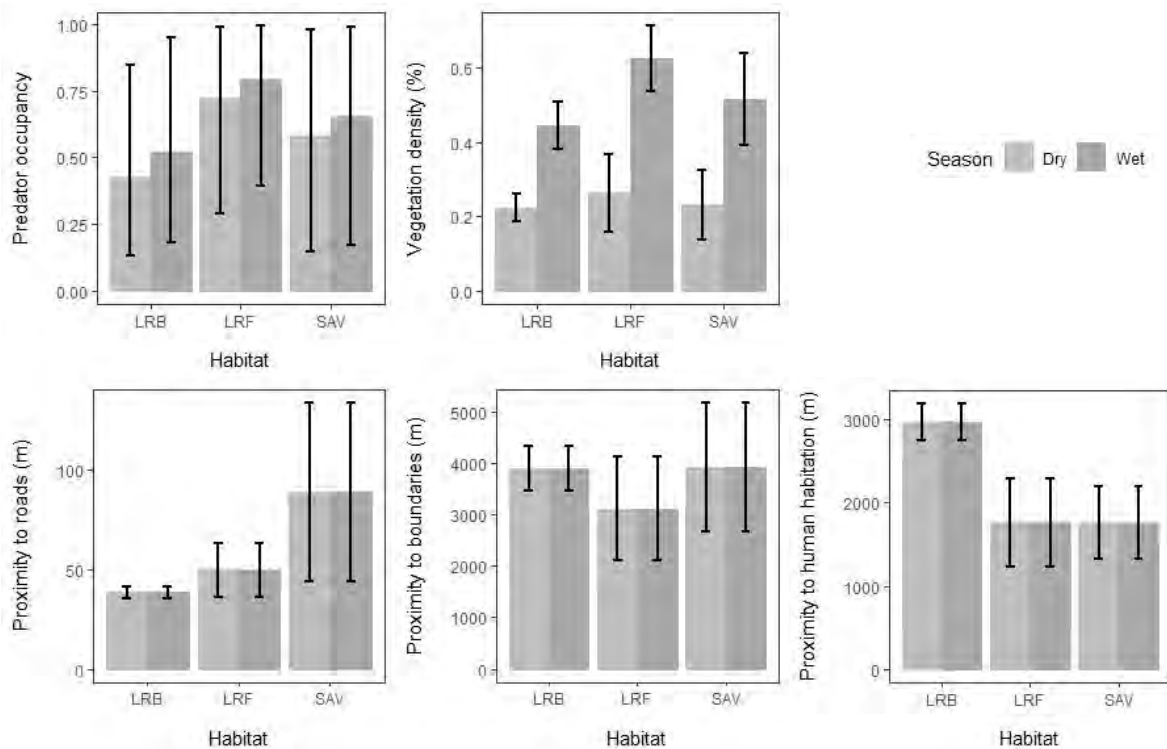 Predator occupancy
1.00
0.75
0.50
0.25
0.00
LRB LRF SAV
Habitat
Vegetation density (%)
0.6
0.4
0.2
0.0
LRB LRF SAV
Habitat
Season Dry Wet
Proximity to roads (m)
100
50
0
LRB LRF SAV
Habitat
Proximity to boundaries (m)
5000
4000
3000
2000
1000
0
LRB LRF SAV
Habitat
Proximity to human habitation (m)
3000
2000
1000
0
LRB LRF SAV
Habitat